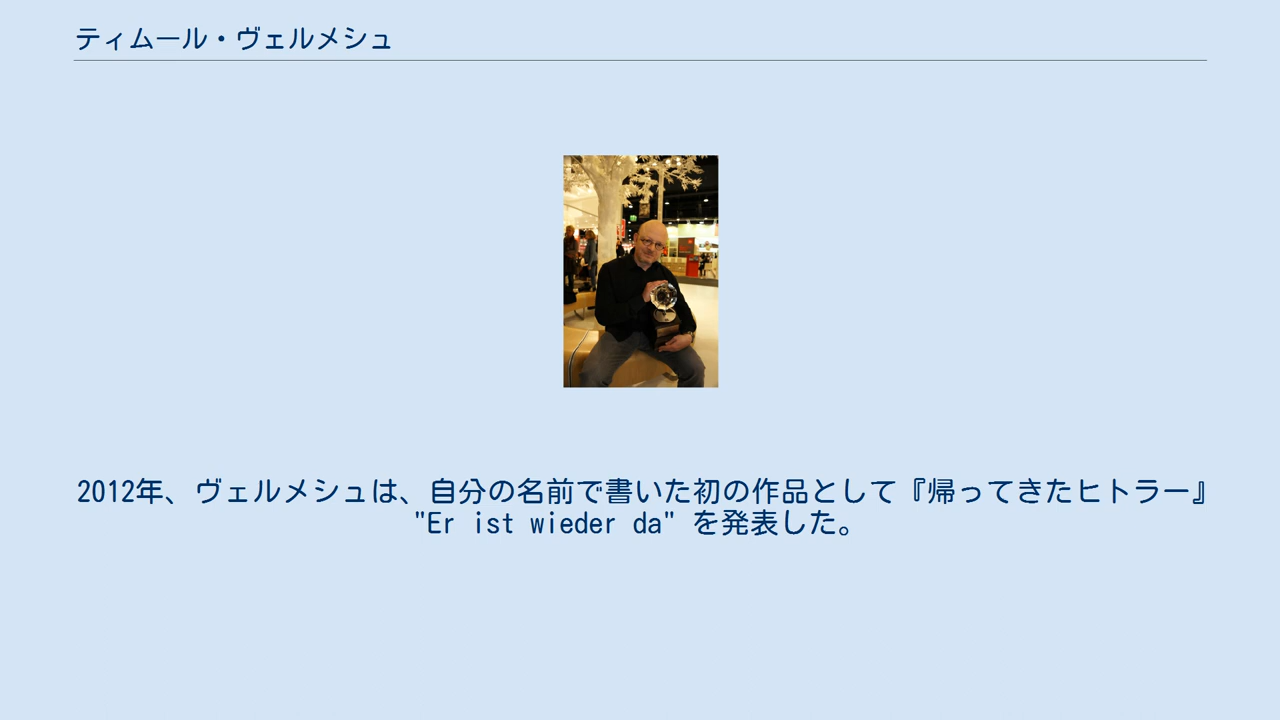 ティムール・ヴェルメシュ
2012年、ヴェルメシュは、自分の名前で書いた初の作品として『帰ってきたヒトラー』
"Er ist wieder da" を発表した。